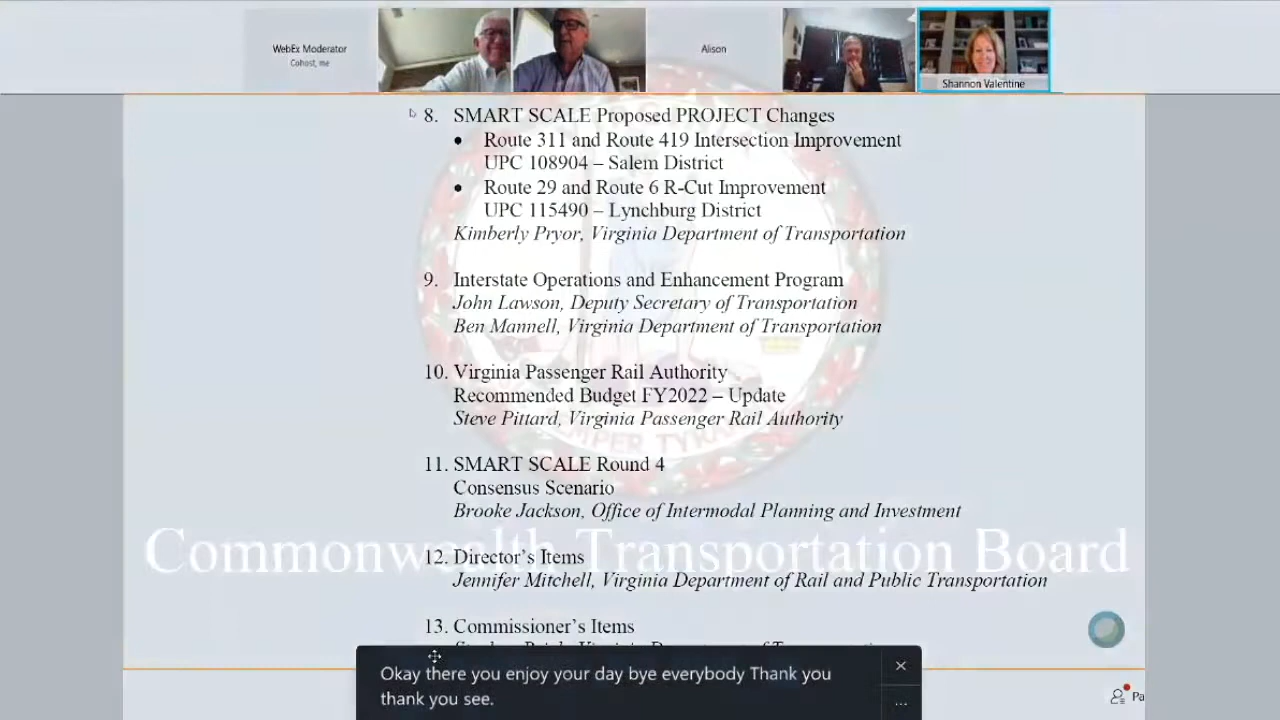 WebEx Moderator
Cohost, me
Alison
Shannon Valentine
8. SMART SCALE Proposed PROJECT Changes
• Route 311 and Route 419 Intersection Improvement
UPC 108904 – Salem District
• Route 29 and Route 6 R-Cut Improvement
UPC 115490 – Lynchburg District
Kimberly Pryor, Virginia Department of Transportation
9. Interstate Operations and Enhancement Program
John Lawson, Deputy Secretary of Transportation
Ben Mannell, Virginia Department of Transportation
10. Virginia Passenger Rail Authority
Recommended Budget FY2022 – Update
Steve Pittard, Virginia Passenger Rail Authority
11. SMART SCALE Round 4
Consensus Scenario
Brooke Jackson, Office of Intermodal Planning and Investment
Commonwealth Transportation Board
12. Director's Items
Jennifer Mitchell, Virginia Department of Rail and Public Transportation
13. Commissioner's Items
Okay there you enjoy your day bye everybody Thank you
thank you see.
Pa